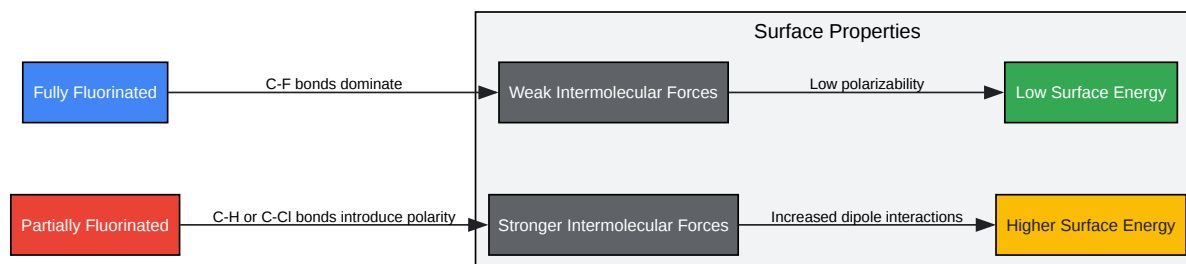 Surface Properties
Fully Fluorinated
C-F bonds dominate
Weak Intermolecular Forces
Low polarizability
Low Surface Energy
Partially Fluorinated
C-H or C-Cl bonds introduce polarity
Stronger Intermolecular Forces
Increased dipole interactions
Higher Surface Energy